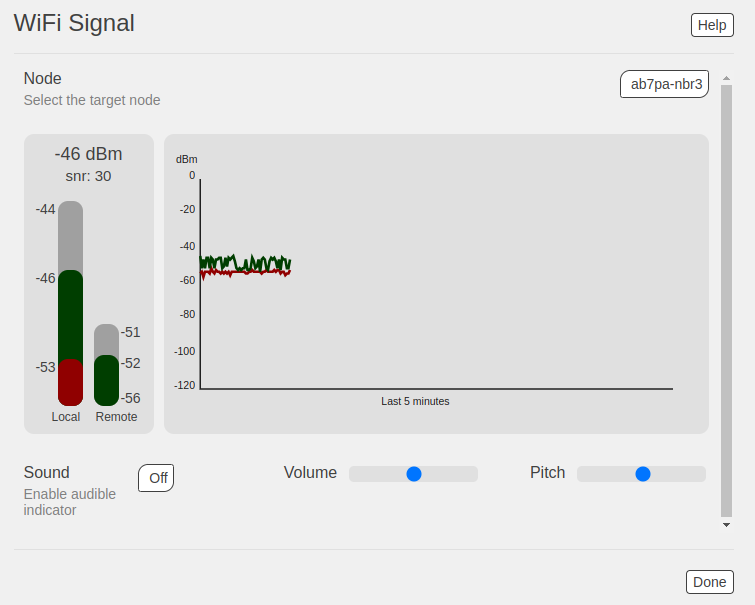 WiFi Signal
Help
Node
Select the target node
ab7pa-nbr3
-46 dBm
snr: 30
-44
-46
-53
-51
-52
-56
Local
Remote
dBm
0
-20
-40
-60
-80
-100
-120
Last 5 minutes
Sound
Enable audible
indicator
Off
Volume
Pitch
Done